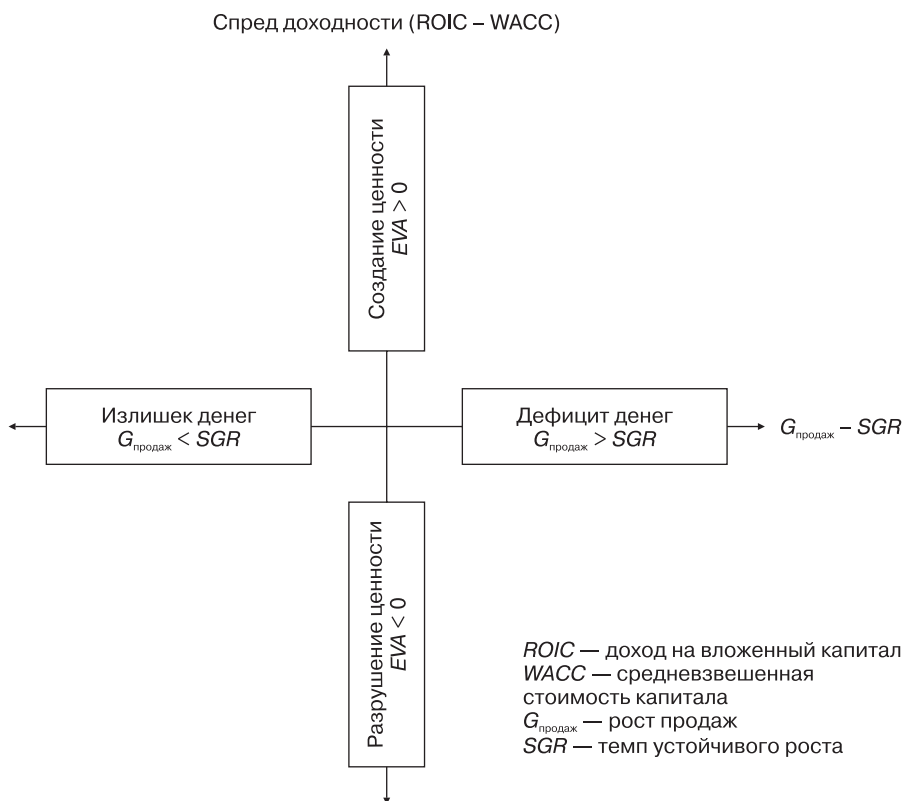 Спред доходности (ROIC – WACC)
Создание ценности
EVA > 0
Излишек денег
Gпродаж < SGR
Дефицит денег
Gпродаж > SGR
Gпродаж – SGR
Разрушение ценности
EVA < 0
ROIC — доход на вложенный капитал
WACC — средневзвешенная
стоимость капитала
Gпродаж — рост продаж
SGR — темп устойчивого роста